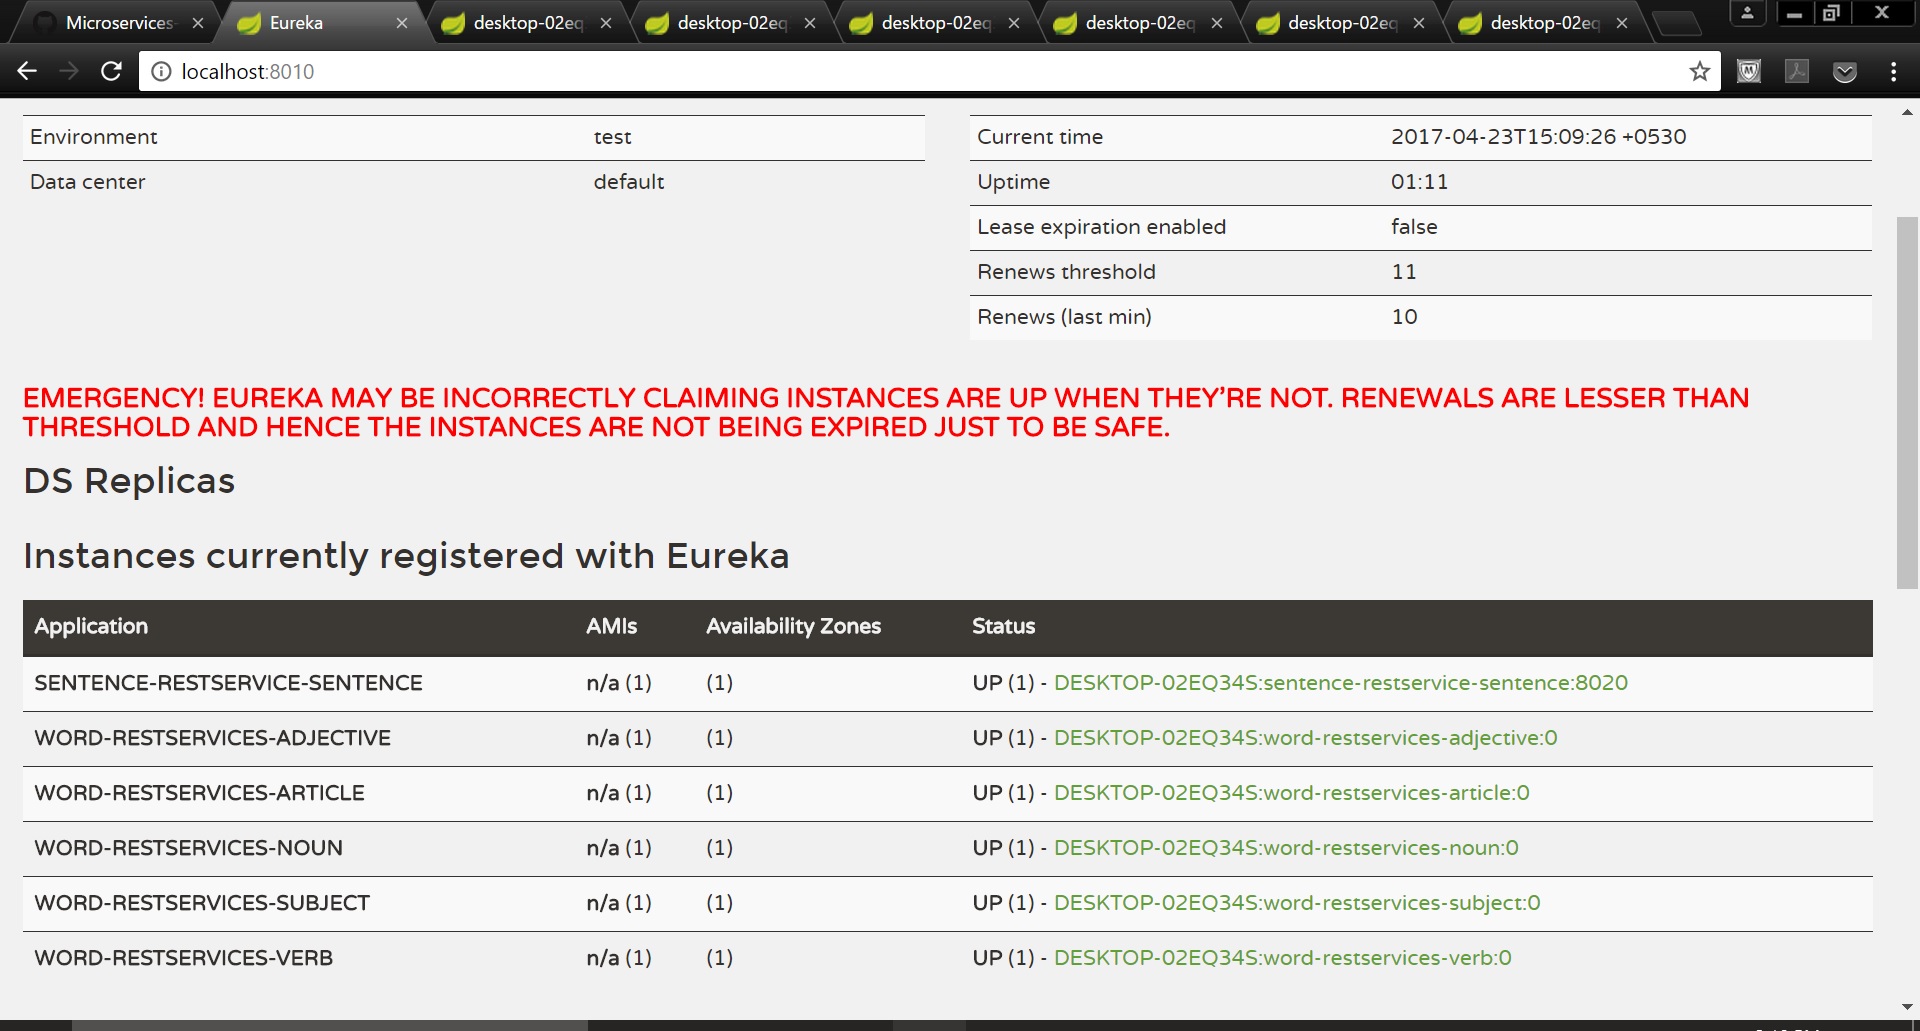 Microservices-
Eureka
desktop-02eq
desktop-02eq
desktop-02eq
desktop-02eq
desktop-02eq
desktop-02eq
localhost:8010
Environment test
Data center default
Current time 2017-04-23T15:09:26 +0530
Uptime 01:11
Lease expiration enabled false
Renews threshold 11
Renews (last min) 10
EMERGENCY! EUREKA MAY BE INCORRECTLY CLAIMING INSTANCES ARE UP WHEN THEY'RE NOT. RENEWALS ARE LESSER THAN
THRESHOLD AND HENCE THE INSTANCES ARE NOT BEING EXPIRED JUST TO BE SAFE.
DS Replicas
Instances currently registered with Eureka
Application AMIs Availability Zones Status
SENTENCE-RESTSERVICE-SENTENCE n/a (1) (1) UP (1) - DESKTOP-02EQ34S:sentence-restservice-sentence:8020
WORD-RESTSERVICES-ADJECTIVE n/a (1) (1) UP (1) - DESKTOP-02EQ34S:word-restservices-adjective:0
WORD-RESTSERVICES-ARTICLE n/a (1) (1) UP (1) - DESKTOP-02EQ34S:word-restservices-article:0
WORD-RESTSERVICES-NOUN n/a (1) (1) UP (1) - DESKTOP-02EQ34S:word-restservices-noun:0
WORD-RESTSERVICES-SUBJECT n/a (1) (1) UP (1) - DESKTOP-02EQ34S:word-restservices-subject:0
WORD-RESTSERVICES-VERB n/a (1) (1) UP (1) - DESKTOP-02EQ34S:word-restservices-verb:0